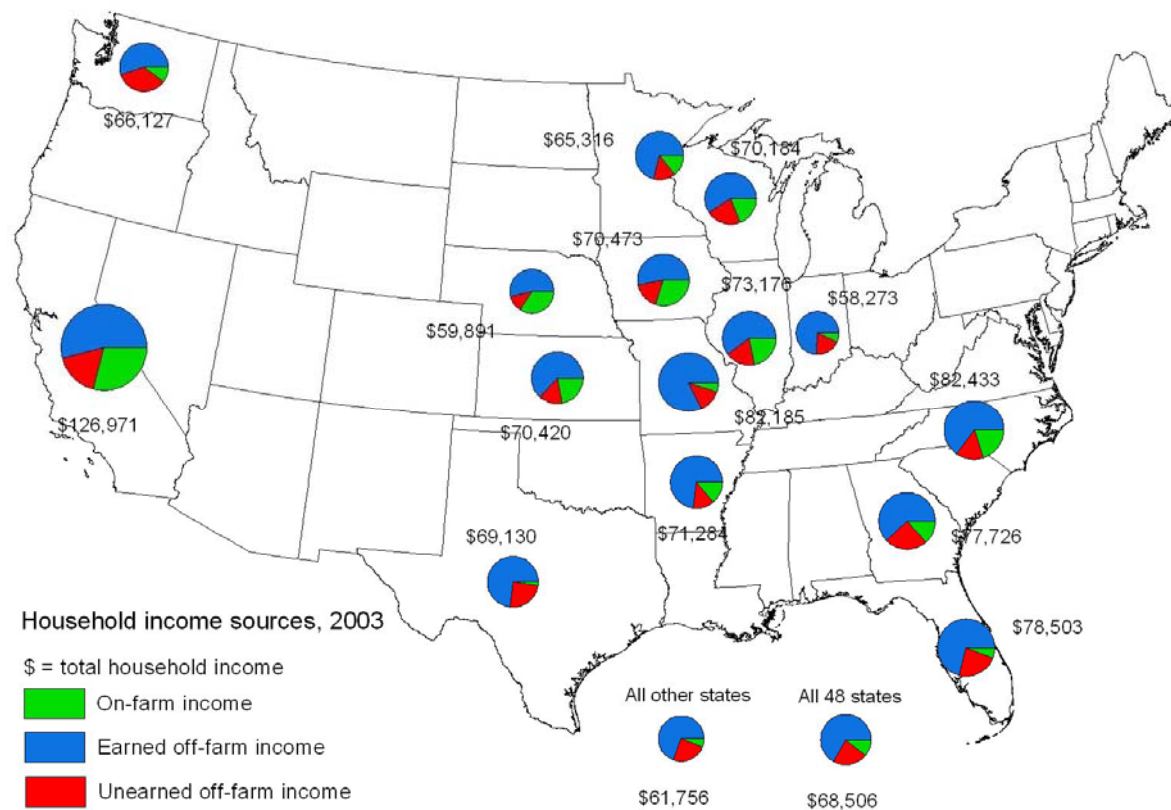 $66,127
$65,316
$70,184
$70,473
$73,176
$58,273
$59,891
$82,433
$126,971
$70,420
$82,185
$71,284
$77,726
$69,130
Household income sources, 2003
$78,503
$ = total household income
On-farm income
Earned off-farm income
Unearned off-farm income
All other states
All 48 states
$61,756
$68,506